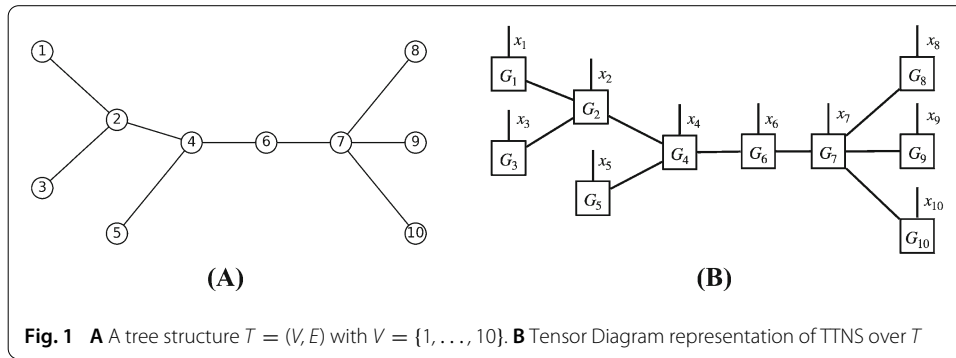 1
2
3
4
5
6
7
8
9
10
(A)
x₁
G₁
x₂
G₂
x₃
G₃
x₄
G₄
x₅
G₅
x₆
G₆
x₇
G₇
x₈
G₈
x₉
G₉
x₁₀
G₁₀
(B)
Fig. 1 A A tree structure T = (V, E) with V = {1, . . . , 10}. B Tensor Diagram representation of TTNS over T